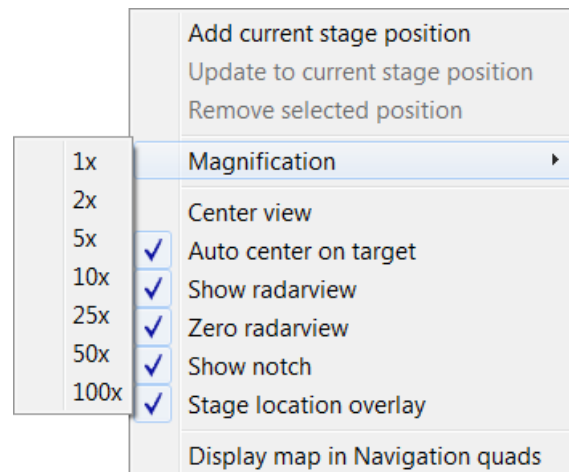 Add current stage position
Update to current stage position
Remove selected position
Magnification
1x
2x
5x
10x
25x
50x
100x
Center view
Auto center on target
Show radarview
Zero radarview
Show notch
Stage location overlay
Display map in Navigation quads